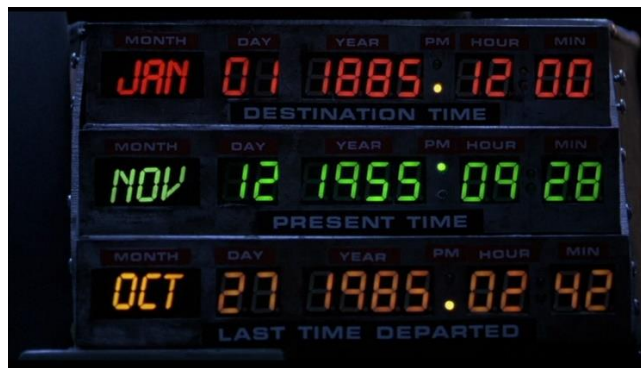 MONTH DAY YEAR PM HOUR MIN
JAN 01 1885 12 00
DESTINATION TIME
MONTH DAY YEAR PM HOUR MIN
NOV 12 1955 09 28
PRESENT TIME
MONTH DAY YEAR PM HOUR MIN
OCT 27 1985 02 42
LAST TIME DEPARTED